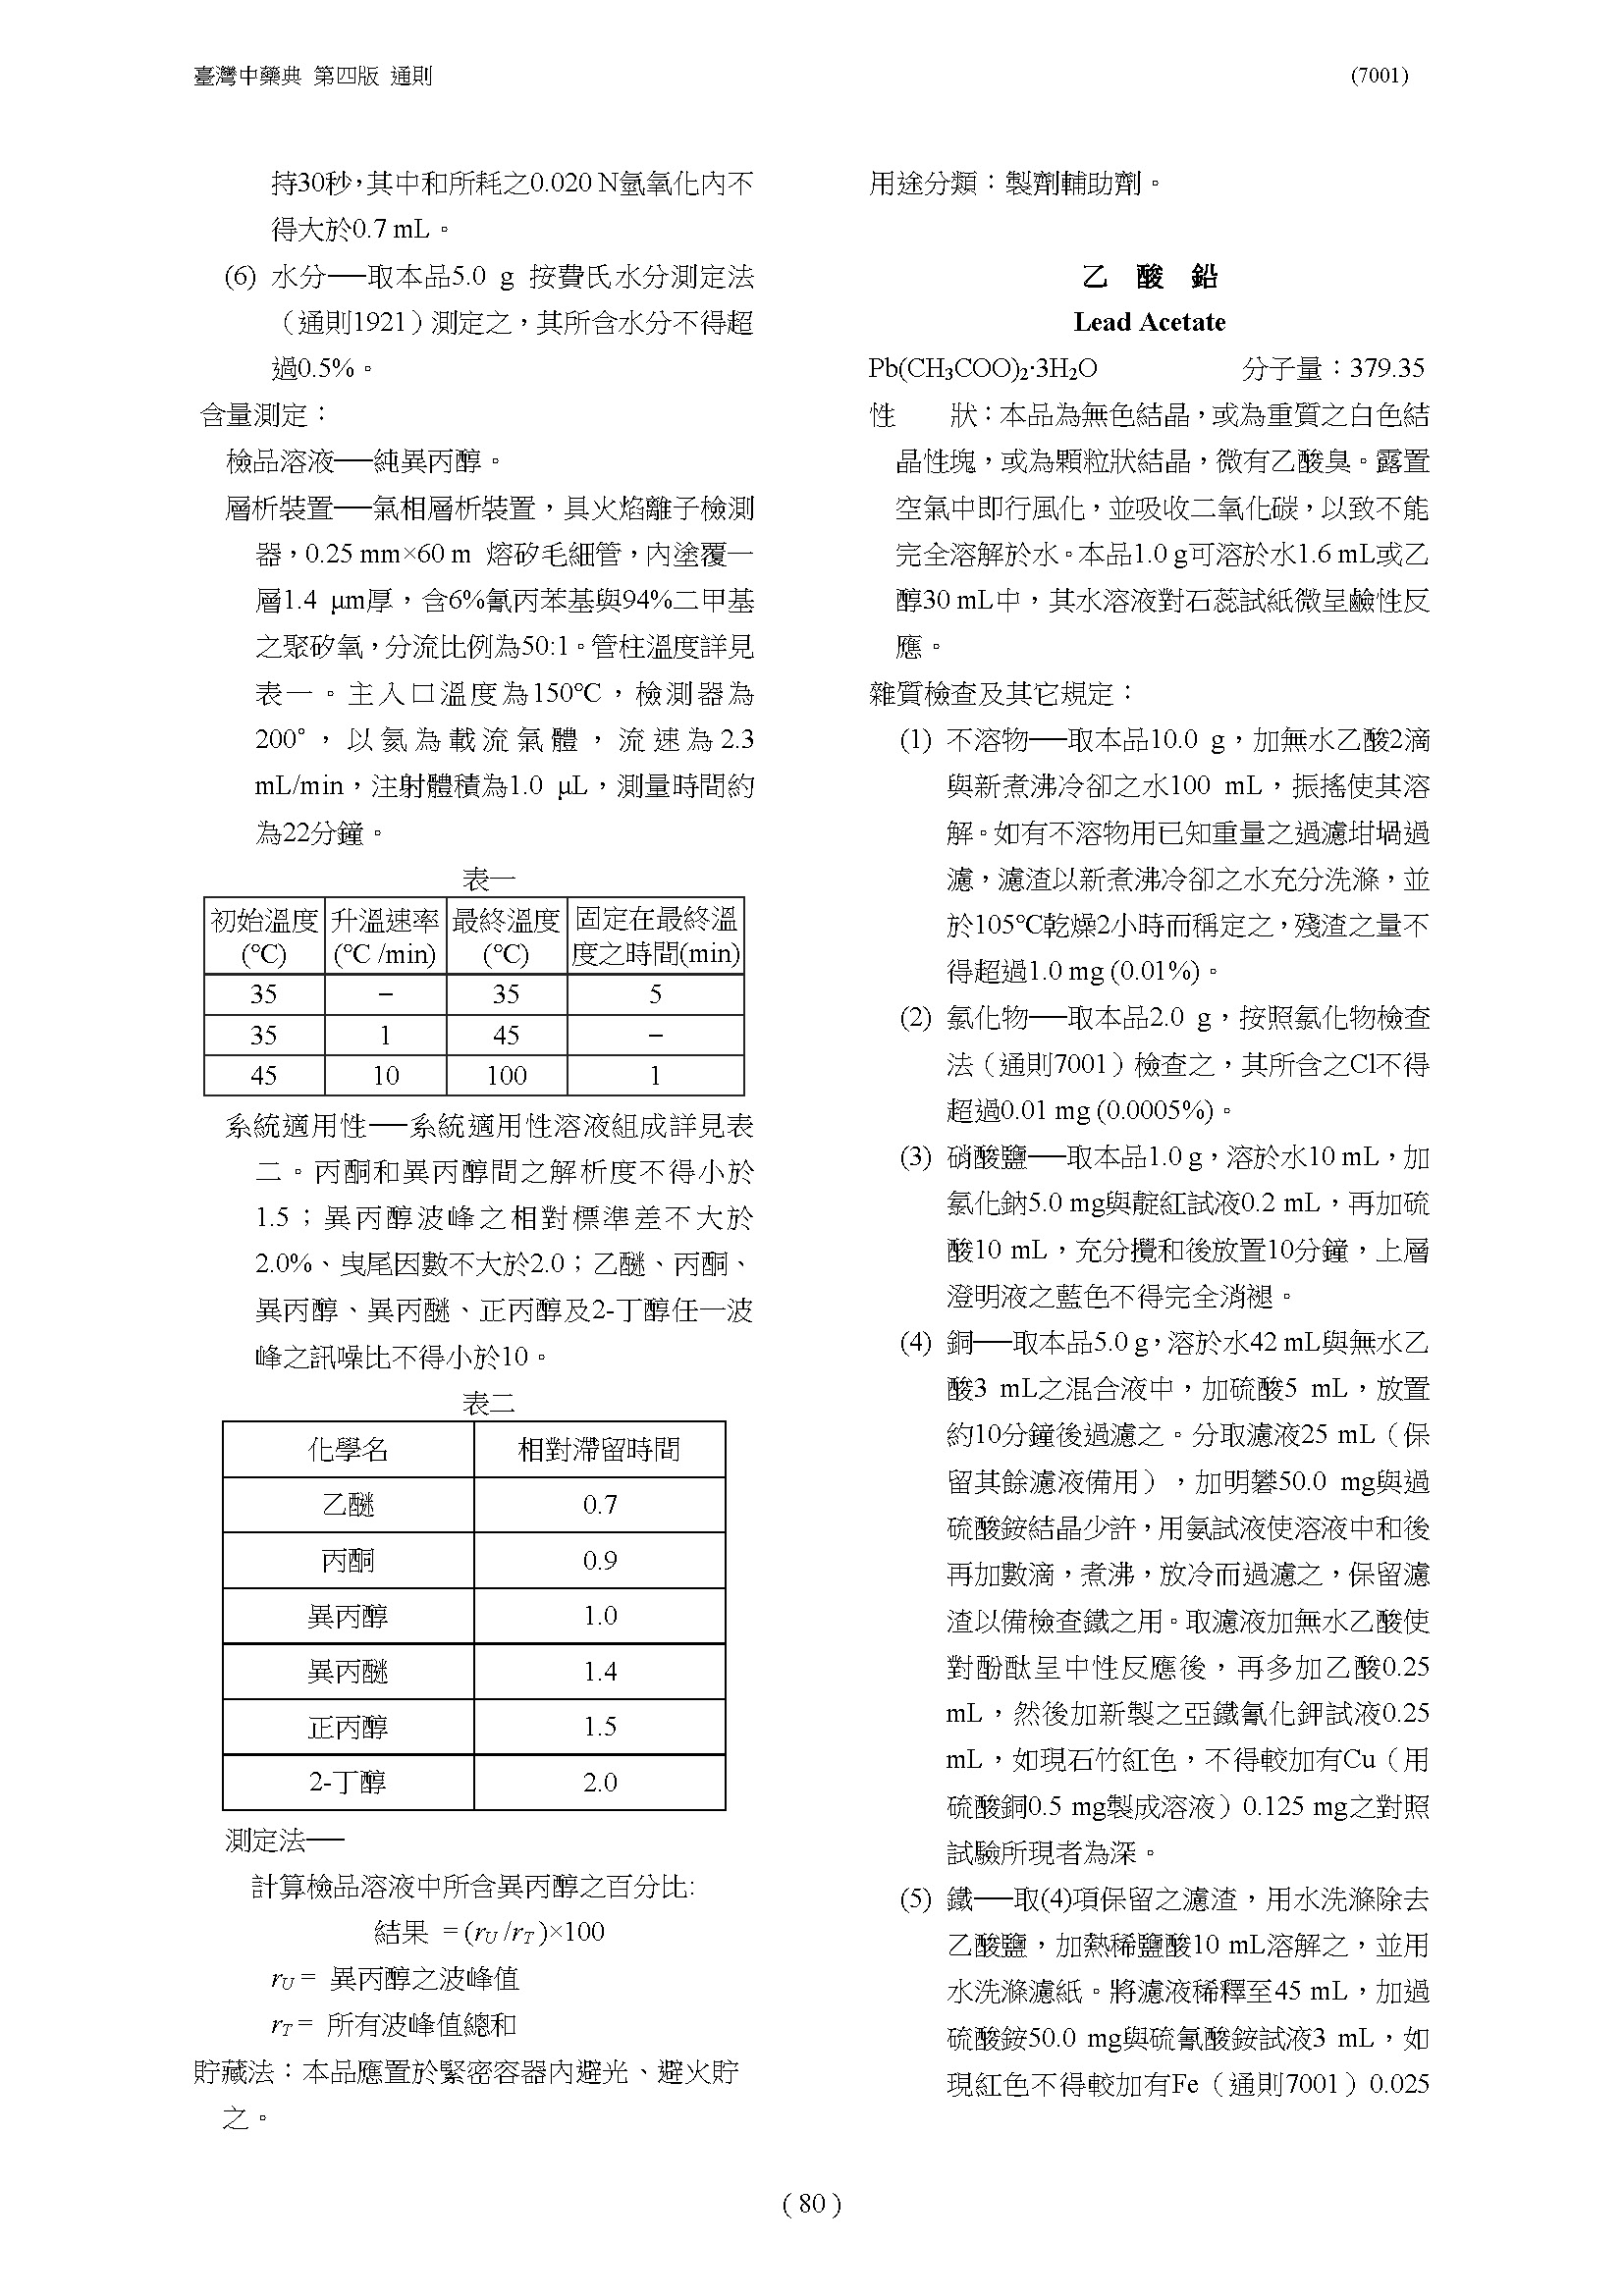 臺灣中藥典 第四版 通則 (7001)
持30秒，其中和所耗之0.020 N氫氧化內不
得大於0.7 mL。
(6) 水分──取本品5.0 g 按費氏水分測定法
（通則1921）測定之，其所含水分不得超
過0.5%。
含量測定：
檢品溶液──純異丙醇。
層析裝置──氣相層析裝置，具火焰離子檢測
器，0.25 mm×60 m 熔矽毛細管，內塗覆一
層1.4 μm厚，含6%氰丙苯基與94%二甲基
之聚矽氧，分流比例為50:1。管柱溫度詳見
表一。主入口溫度為150℃，檢測器為
200°，以氦為載流氣體，流速為2.3
mL/min，注射體積為1.0 μL，測量時間約
為22分鐘。
表一
初始溫度(℃) 升溫速率(℃ /min) 最終溫度(℃) 固定在最終溫度之時間(min)
35 – 35 5
35 1 45 –
45 10 100 1
系統適用性──系統適用性溶液組成詳見表
二。丙酮和異丙醇間之解析度不得小於
1.5；異丙醇波峰之相對標準差不大於
2.0%、曳尾因數不大於2.0；乙醚、丙酮、
異丙醇、異丙醚、正丙醇及2-丁醇任一波
峰之訊噪比不得小於10。
表二
化學名 相對滯留時間
乙醚 0.7
丙酮 0.9
異丙醇 1.0
異丙醚 1.4
正丙醇 1.5
2-丁醇 2.0
測定法──
計算檢品溶液中所含異丙醇之百分比:
結果 = (rU /rT )×100
rU = 異丙醇之波峰值
rT = 所有波峰值總和
貯藏法：本品應置於緊密容器內避光、避火貯
之。
用途分類：製劑輔助劑。
乙 酸 鉛
Lead Acetate
Pb(CH₃COO)₂·3H₂O 分子量：379.35
性 狀：本品為無色結晶，或為重質之白色結
晶性塊，或為顆粒狀結晶，微有乙酸臭。露置
空氣中即行風化，並吸收二氧化碳，以致不能
完全溶解於水。本品1.0 g可溶於水1.6 mL或乙
醇30 mL中，其水溶液對石蕊試紙微呈鹼性反
應。
雜質檢查及其它規定：
(1) 不溶物──取本品10.0 g，加無水乙酸2滴
與新煮沸冷卻之水100 mL，振搖使其溶
解。如有不溶物用已知重量之過濾坩堝過
濾，濾渣以新煮沸冷卻之水充分洗滌，並
於105℃乾燥2小時而稱定之，殘渣之量不
得超過1.0 mg (0.01%)。
(2) 氯化物──取本品2.0 g，按照氯化物檢查
法（通則7001）檢查之，其所含之Cl不得
超過0.01 mg (0.0005%)。
(3) 硝酸鹽──取本品1.0 g，溶於水10 mL，加
氯化鈉5.0 mg與靛紅試液0.2 mL，再加硫
酸10 mL，充分攪和後放置10分鐘，上層
澄明液之藍色不得完全消褪。
(4) 銅──取本品5.0 g，溶於水42 mL與無水乙
酸3 mL之混合液中，加硫酸5 mL，放置
約10分鐘後過濾之。分取濾液25 mL（保
留其餘濾液備用），加明礬50.0 mg與過
硫酸銨結晶少許，用氨試液使溶液中和後
再加數滴，煮沸，放冷而過濾之，保留濾
渣以備檢查鐵之用。取濾液加無水乙酸使
對酚酞呈中性反應後，再多加乙酸0.25
mL，然後加新製之亞鐵氰化鉀試液0.25
mL，如現石竹紅色，不得較加有Cu（用
硫酸銅0.5 mg製成溶液）0.125 mg之對照
試驗所現者為深。
(5) 鐵──取(4)項保留之濾渣，用水洗滌除去
乙酸鹽，加熱稀鹽酸10 mL溶解之，並用
水洗滌濾紙。將濾液稀釋至45 mL，加過
硫酸銨50.0 mg與硫氰酸銨試液3 mL，如
現紅色不得較加有Fe（通則7001）0.025
( 80 )